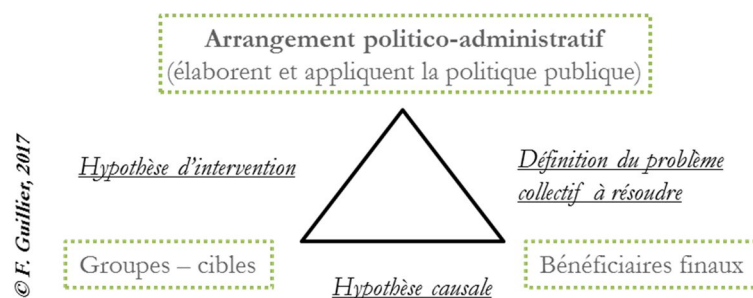 Arrangement politico-administratif
(élaborent et appliquent la politique publique)
Hypothèse d'intervention
Définition du problème
collectif à résoudre
Groupes – cibles
Bénéficiaires finaux
Hypothèse causale
© F. Guillier, 2017